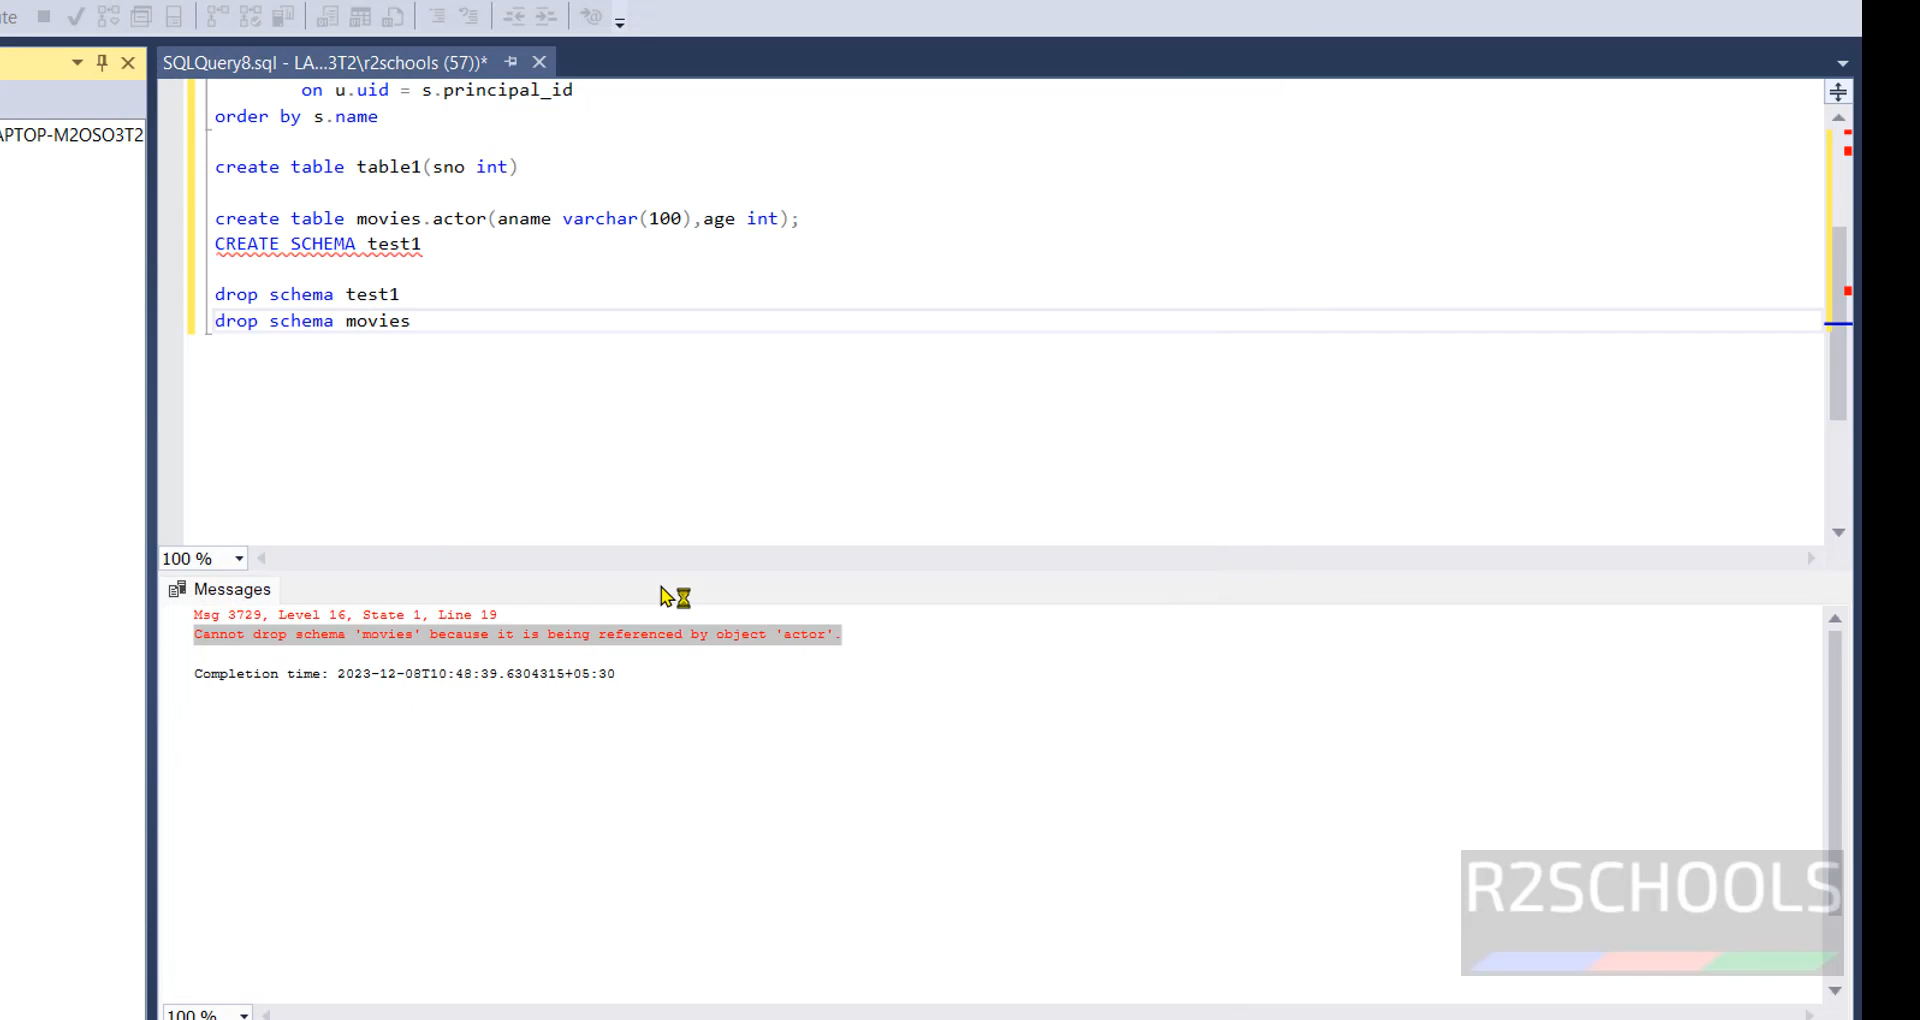 te
SQLQuery8.sql - LA...3T2\r2schools (57))*
APTOP-M2OSO3T2
on u.uid = s.principal_id
order by s.name
create table table1(sno int)
create table movies.actor(aname varchar(100),age int);
CREATE SCHEMA test1
drop schema test1
drop schema movies
100 %
Messages
Msg 3729, Level 16, State 1, Line 19
Cannot drop schema 'movies' because it is being referenced by object 'actor'.
Completion time: 2023-12-08T10:48:39.6304315+05:30
R2SCHOOLS
100 %